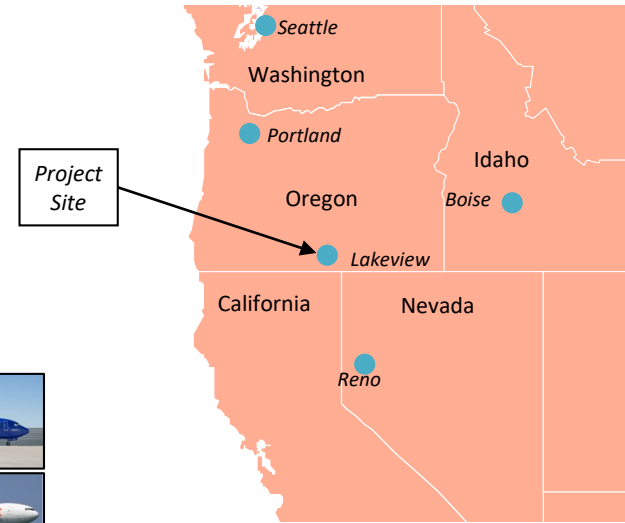 Seattle
Washington
Portland
Project
Site
Idaho
Oregon
Boise
Lakeview
California
Nevada
Reno